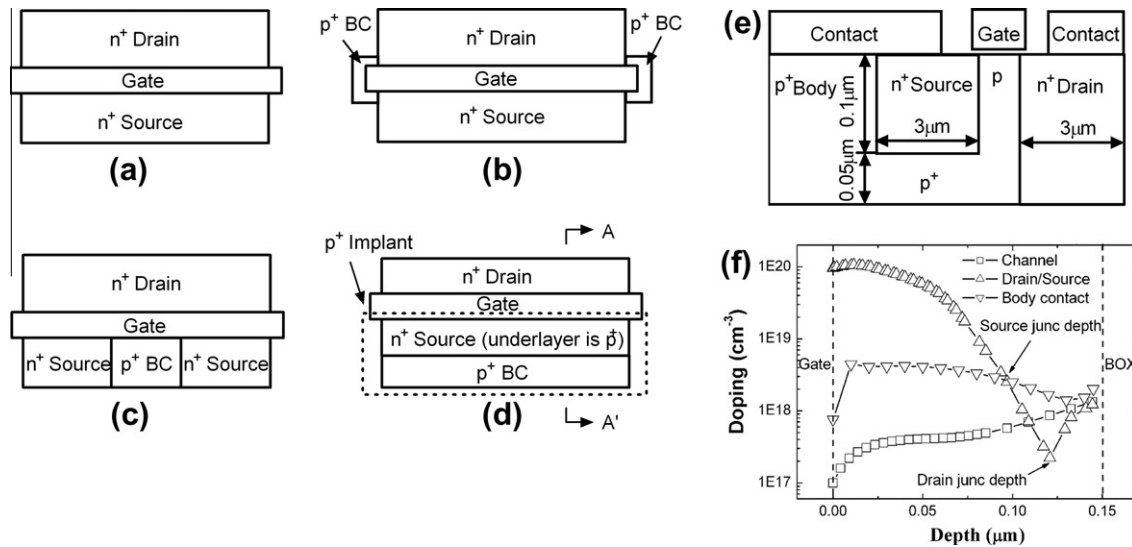 n⁺ Drain
Gate
n⁺ Source
(a)
p⁺ BC
p⁺ BC
n⁺ Drain
Gate
n⁺ Source
(b)
n⁺ Drain
Gate
n⁺ Source
p⁺ BC
n⁺ Source
(c)
p⁺ Implant
A
n⁺ Drain
Gate
n⁺ Source (underlayer is p⁺)
p⁺ BC
A'
(d)
(e)
Contact
Gate
Contact
p⁺ Body
0.1μm
n⁺ Source
p
n⁺ Drain
3μm
3μm
0.05μm
p⁺
(f)
1E20
1E19
1E18
1E17
Doping (cm⁻³)
Channel
Drain/Source
Body contact
Source junc depth
Gate
BOX
Drain junc depth
0.00
0.05
0.10
0.15
Depth (μm)